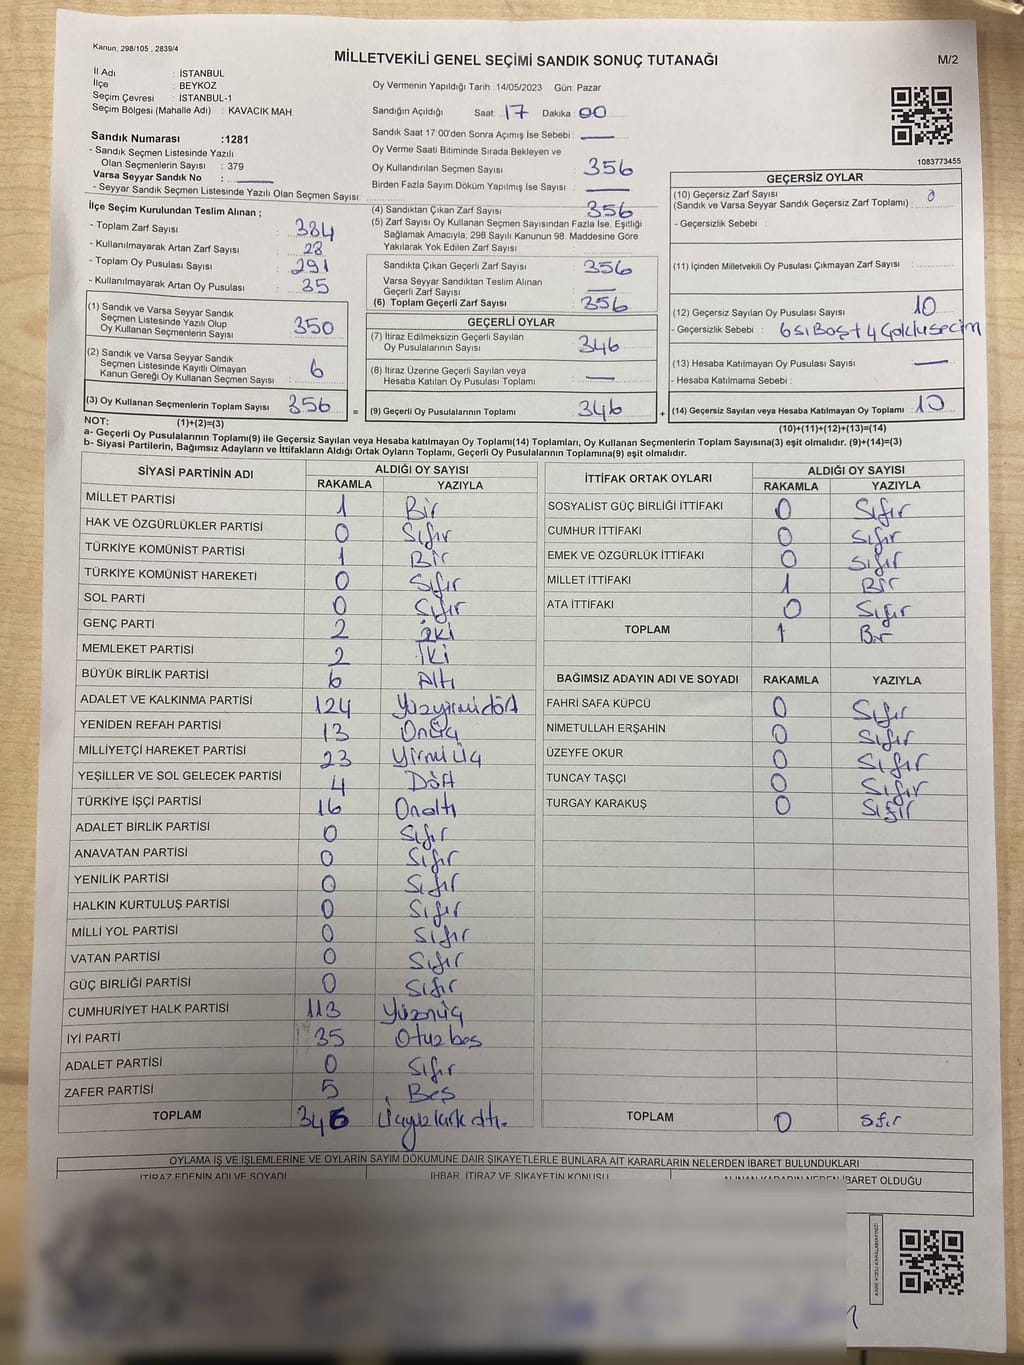 Kanun; 298/105 , 2839/4
MİLLETVEKİLİ GENEL SEÇİMİ SANDIK SONUÇ TUTANAĞI
M/2
İl Adı : İSTANBUL
İlçe : BEYKOZ
Seçim Çevresi : İSTANBUL-1
Seçim Bölgesi (Mahalle Adı) : KAVACIK MAH.
Sandık Numarası :1281
- Sandık Seçmen Listesinde Yazılı
Olan Seçmenlerin Sayısı : 379
Varsa Seyyar Sandık No :
- Seyyar Sandık Seçmen Listesinde Yazılı Olan Seçmen Sayısı:
İlçe Seçim Kurulundan Teslim Alınan ;
- Toplam Zarf Sayısı : 384
- Kullanılmayarak Artan Zarf Sayısı : 28
- Toplam Oy Pusulası Sayısı : 291
- Kullanılmayarak Artan Oy Pusulası : 35
(1) Sandık ve Varsa Seyyar Sandık
Seçmen Listesinde Yazılı Olup
Oy Kullanan Seçmenlerin Sayısı : 350
(2) Sandık ve Varsa Seyyar Sandık
Seçmen Listesinde Kayıtlı Olmayan
Kanun Gereği Oy Kullanan Seçmen Sayısı : 6
(3) Oy Kullanan Seçmenlerin Toplam Sayısı : 356
Oy Vermenin Yapıldığı Tarih 14/05/2023 Gün: Pazar
Sandığın Açıldığı Saat: 17 Dakika : 00
Sandık Saat 17:00'den Sonra Açımış İse Sebebi :
Oy Verme Saati Bitiminde Sırada Bekleyen ve
Oy Kullandırılan Seçmen Sayısı : 356
Birden Fazla Sayım Döküm Yapılmış İse Sayısı :
(4) Sandıktan Çıkan Zarf Sayısı : 356
(5) Zarf Sayısı Oy Kullanan Seçmen Sayısından Fazla İse, Eşitliği
Sağlamak Amacıyla, 298 Sayılı Kanunun 98. Maddesine Göre
Yakılarak Yok Edilen Zarf Sayısı :
Sandıkta Çıkan Geçerli Zarf Sayısı : 356
Varsa Seyyar Sandıktan Teslim Alınan
Geçerli Zarf Sayısı :
(6) Toplam Geçerli Zarf Sayısı : 356
GEÇERLİ OYLAR
(7) İtiraz Edilmeksizin Geçerli Sayılan
Oy Pusulalarının Sayısı : 346
(8) İtiraz Üzerine Geçerli Sayılan veya
Hesaba Katılan Oy Pusulası Toplamı :
= (9) Geçerli Oy Pusulalarının Toplamı : 346
1083773455
GEÇERSİZ OYLAR
(10) Geçersiz Zarf Sayısı
(Sandık ve Varsa Seyyar Sandık Geçersiz Zarf Toplamı) : 0
- Geçersizlik Sebebi :
(11) İçinden Milletvekili Oy Pusulası Çıkmayan Zarf Sayısı :
(12) Geçersiz Sayılan Oy Pusulası Sayısı : 10
- Geçersizlik Sebebi : 6 sı Boş + 4 Çoklu seçim
(13) Hesaba Katılmayan Oy Pusulası Sayısı :
- Hesaba Katılmama Sebebi :
+ (14) Geçersiz Sayılan veya Hesaba Katılmayan Oy Toplamı : 10
NOT: (1)+(2)=(3)
(10)+(11)+(12)+(13)=(14)
a- Geçerli Oy Pusulalarının Toplamı(9) ile Geçersiz Sayılan veya Hesaba katılmayan Oy Toplamı(14) Toplamları, Oy Kullanan Seçmenlerin Toplam Sayısına(3) eşit olmalıdır. (9)+(14)=(3)
b- Siyasi Partilerin, Bağımsız Adayların ve İttifakların Aldığı Ortak Oyların Toplamı, Geçerli Oy Pusulalarının Toplamına(9) eşit olmalıdır.
SİYASİ PARTİNİN ADI ALDIĞI OY SAYISI
RAKAMLA YAZIYLA
MİLLET PARTİSİ 1 Bir
HAK VE ÖZGÜRLÜKLER PARTİSİ 0 Sıfır
TÜRKİYE KOMÜNİST PARTİSİ 1 Bir
TÜRKİYE KOMÜNİST HAREKETİ 0 Sıfır
SOL PARTİ 0 Sıfır
GENÇ PARTİ 2 İki
MEMLEKET PARTİSİ 2 İki
BÜYÜK BİRLİK PARTİSİ 6 Altı
ADALET VE KALKINMA PARTİSİ 124 Yüzyirmidört
YENİDEN REFAH PARTİSİ 13 Onüç
MİLLİYETÇİ HAREKET PARTİSİ 23 Yirmiüç
YEŞİLLER VE SOL GELECEK PARTİSİ 4 Dört
TÜRKİYE İŞÇİ PARTİSİ 16 Onaltı
ADALET BİRLİK PARTİSİ 0 Sıfır
ANAVATAN PARTİSİ 0 Sıfır
YENİLİK PARTİSİ 0 Sıfır
HALKIN KURTULUŞ PARTİSİ 0 Sıfır
MİLLİ YOL PARTİSİ 0 Sıfır
VATAN PARTİSİ 0 Sıfır
GÜÇ BİRLİĞİ PARTİSİ 0 Sıfır
CUMHURİYET HALK PARTİSİ 113
İYİ PARTİ 35 Otuzbeş
ADALET PARTİSİ 0 Sıfır
ZAFER PARTİSİ 5 Beş
TOPLAM 346 Üçyüzkırkaltı.
İTTİFAK ORTAK OYLARI ALDIĞI OY SAYISI
RAKAMLA YAZIYLA
SOSYALİST GÜÇ BİRLİĞİ İTTİFAKI 0 Sıfır
CUMHUR İTTİFAKI 0 Sıfır
EMEK VE ÖZGÜRLÜK İTTİFAKI 0 Sıfır
MİLLET İTTİFAKI 1 Bir
ATA İTTİFAKI 0 Sıfır
TOPLAM 1 Bir
BAĞIMSIZ ADAYIN ADI VE SOYADI RAKAMLA YAZIYLA
FAHRİ SAFA KÜPCÜ 0 Sıfır
NİMETULLAH ERŞAHİN 0 Sıfır
ÜZEYFE OKUR 0 Sıfır
TUNCAY TAŞÇI 0 Sıfır
TURGAY KARAKUŞ 0 Sıfır
TOPLAM 0 Sıfır
OYLAMA İŞ VE İŞLEMLERİNE VE OYLARIN SAYIM DÖKÜMÜNE DAİR ŞİKAYETLERLE BUNLARA AİT KARARLARIN NELERDEN İBARET BULUNDUKLARI
İTİRAZ EDENİN ADI VE SOYADI İHBAR, İTİRAZ VE ŞİKAYETİN KONUSU ALINAN KARARIN NEDEN İBARET OLDUĞU
KARE KODU KARALAMAYINIZ!